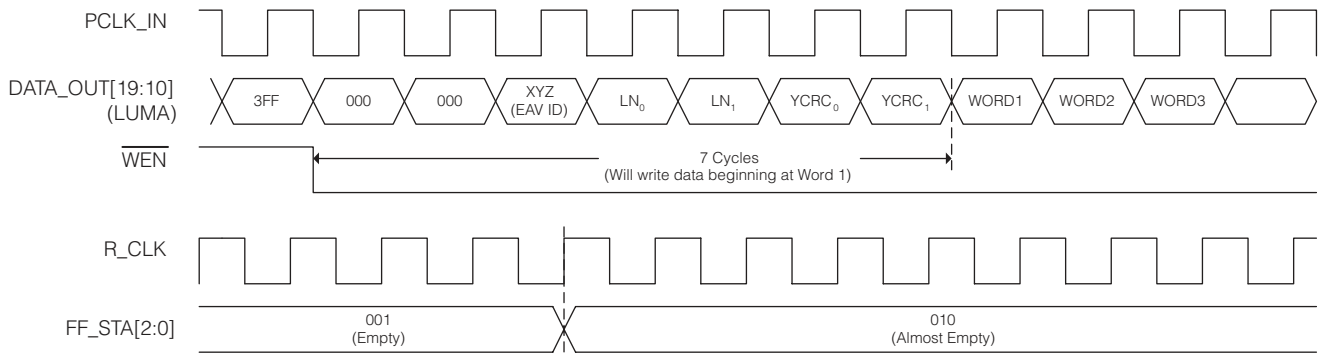 PCLK_IN
DATA_OUT[19:10]
(LUMA)
3FF 000 000 XYZ (EAV ID) LN0 LN1 YCRC0 YCRC1 WORD1 WORD2 WORD3
WEN
7 Cycles
(Will write data beginning at Word 1)
R_CLK
FF_STA[2:0]
001
(Empty)
010
(Almost Empty)